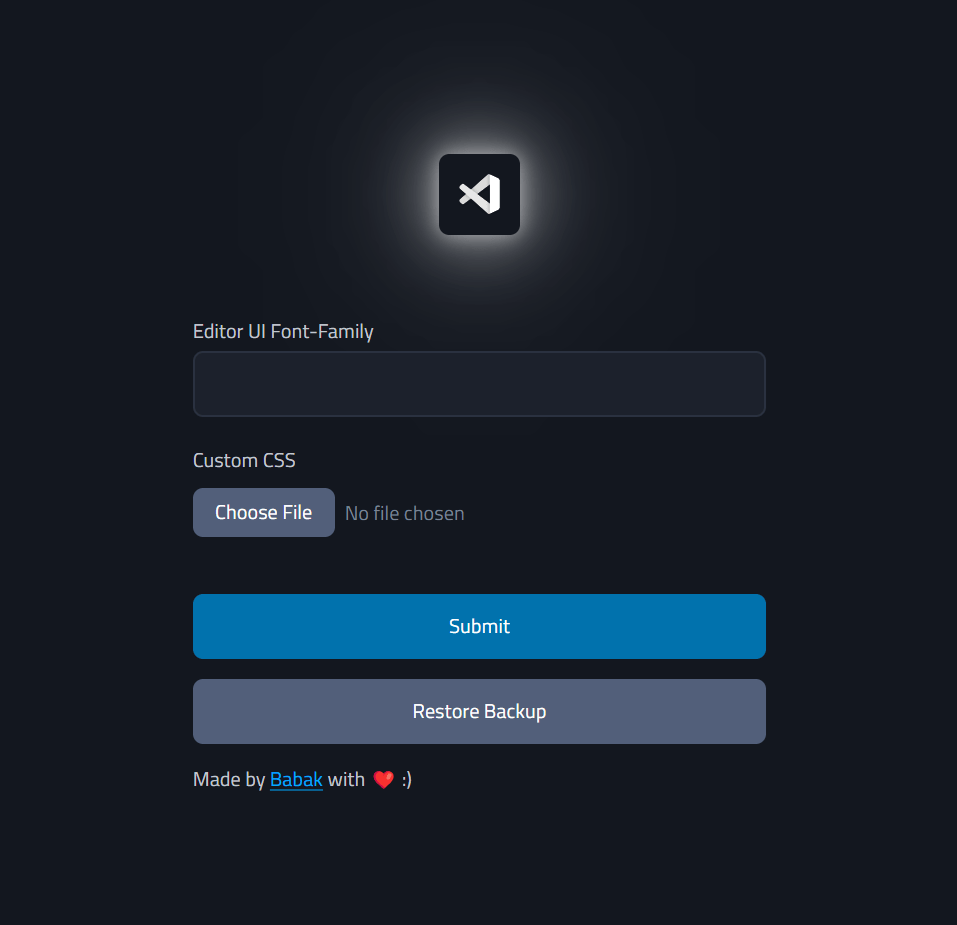 Editor UI Font-Family
Custom CSS
Choose File No file chosen
Submit
Restore Backup
Made by Babak with ❤️ :)